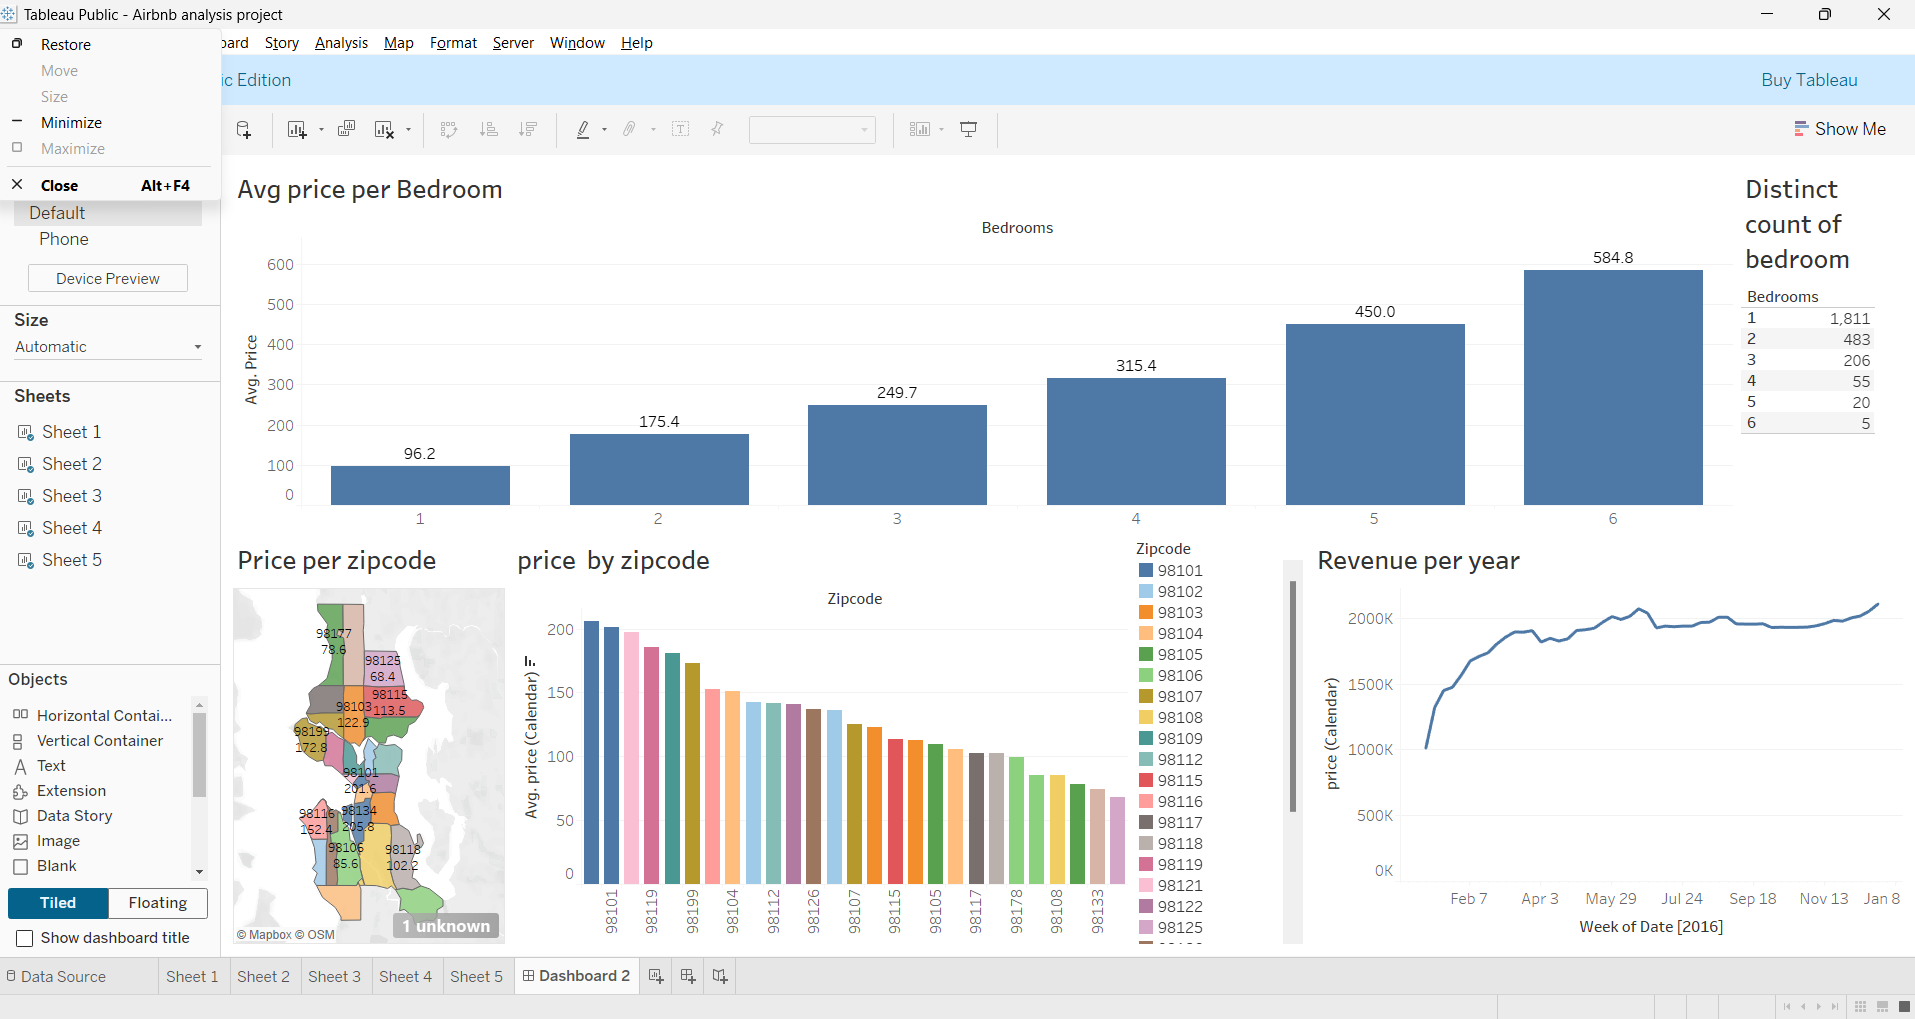 Tableau Public - Airbnb analysis project
Restore
Move
Size
Minimize
Maximize
Close Alt+F4
oard Story Analysis Map Format Server Window Help
ic Edition
Buy Tableau
Show Me
Default
Phone
Device Preview
Size
Automatic
Sheets
Sheet 1
Sheet 2
Sheet 3
Sheet 4
Sheet 5
Objects
Horizontal Contai...
Vertical Container
Text
Extension
Data Story
Image
Blank
Tiled Floating
Show dashboard title
Avg price per Bedroom
Bedrooms
Avg. Price
600
500
400
300
200
100
0
96.2
175.4
249.7
315.4
450.0
584.8
1 2 3 4 5 6
Distinct
count of
bedroom
Bedrooms
1 1,811
2 483
3 206
4 55
5 20
6 5
Price per zipcode
98177
78.6
98125
68.4
98115
113.5
98103
122.9
98199
172.8
98101
201.6
98116
152.4
98134
205.8
98106
85.6
98118
102.2
1 unknown
© Mapbox © OSM
price by zipcode
Zipcode
Avg. price (Calendar)
200
150
100
50
0
98101 98119 98199 98104 98112 98126 98107 98115 98105 98117 98178 98108 98133
Zipcode
98101
98102
98103
98104
98105
98106
98107
98108
98109
98112
98115
98116
98117
98118
98119
98121
98122
98125
Revenue per year
price (Calendar)
2000K
1500K
1000K
500K
0K
Feb 7 Apr 3 May 29 Jul 24 Sep 18 Nov 13 Jan 8
Week of Date [2016]
Data Source Sheet 1 Sheet 2 Sheet 3 Sheet 4 Sheet 5 Dashboard 2